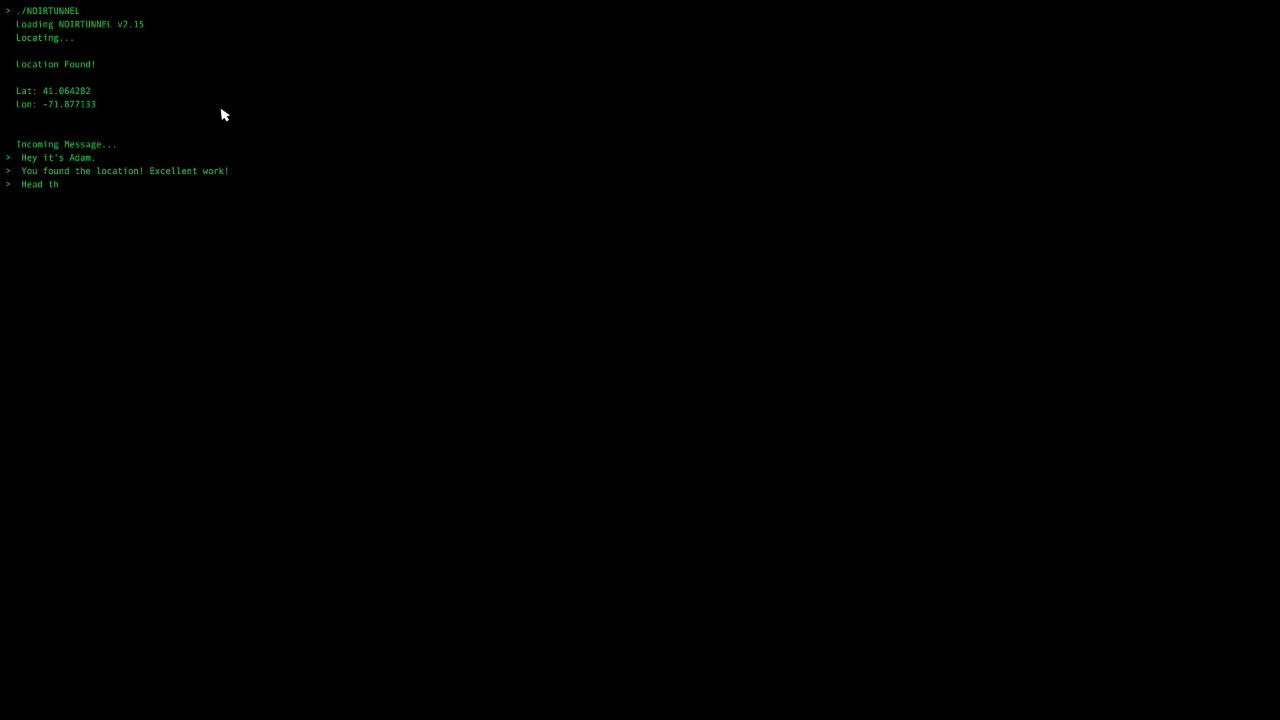 > ./NOIRTUNNEL
Loading NOIRTUNNEL v2.15
Locating...
Location Found!
Lat: 41.064202
Lon: -71.877133
Incoming Message...
> Hey it's Adam.
> You found the location! Excellent work!
> Head th